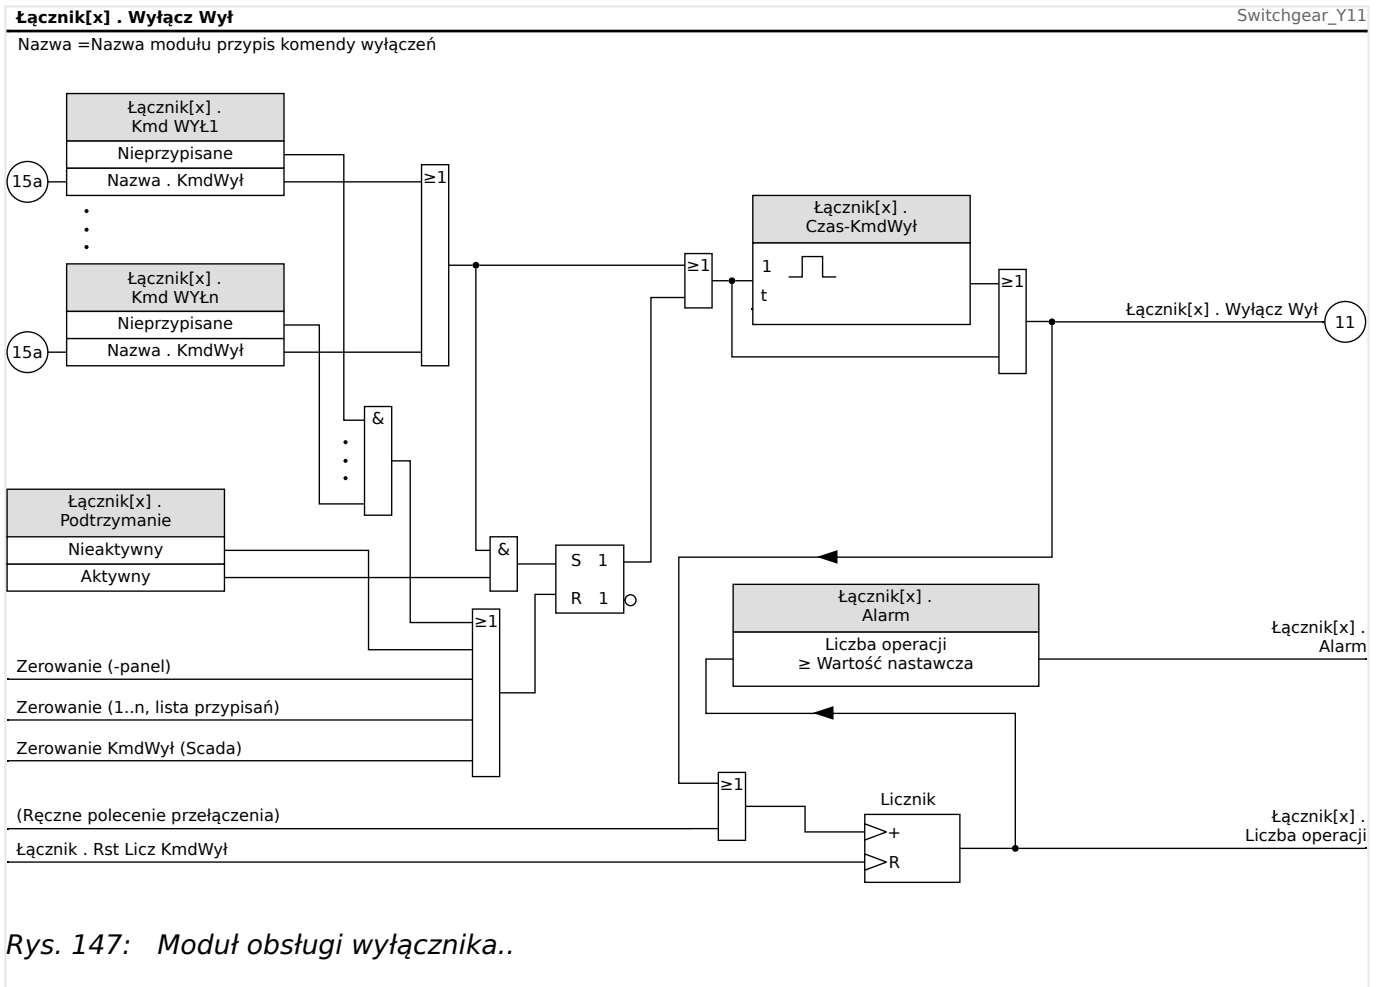 Łącznik[x] . Wyłącz Wył
Switchgear_Y11
Nazwa =Nazwa modułu przypis komendy wyłączeń
Łącznik[x] .
Kmd WYŁ1
Nieprzypisane
15a
Nazwa . KmdWył
≥1
Łącznik[x] .
Kmd WYŁn
Nieprzypisane
15a
Nazwa . KmdWył
&
≥1
Łącznik[x] .
Czas-KmdWył
1
t
≥1
Łącznik[x] . Wyłącz Wył
11
Łącznik[x] .
Podtrzymanie
Nieaktywny
Aktywny
&
S 1
R 1
≥1
Zerowanie (-panel)
Zerowanie (1..n, lista przypisań)
Zerowanie KmdWył (Scada)
Łącznik[x] .
Alarm
Liczba operacji
≥ Wartość nastawcza
Łącznik[x] .
Alarm
(Ręczne polecenie przełączenia)
≥1
Łącznik . Rst Licz KmdWył
Licznik
+
R
Łącznik[x] .
Liczba operacji
Rys. 147: Moduł obsługi wyłącznika..